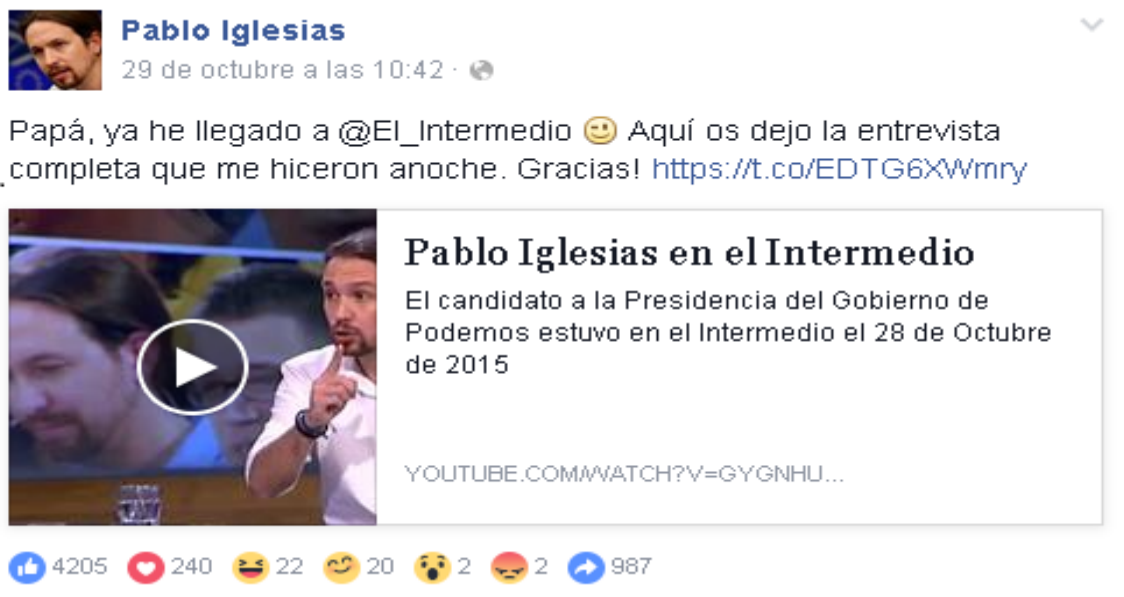 Pablo Iglesias
29 de octubre a las 10:42 ·
Papá, ya he llegado a @El_Intermedio 😉 Aquí os dejo la entrevista
completa que me hiceron anoche. Gracias! https://t.co/EDTG6XWmry
Pablo Iglesias en el Intermedio
El candidato a la Presidencia del Gobierno de
Podemos estuvo en el Intermedio el 28 de Octubre
de 2015
YOUTUBE.COM/WATCH?V=GYGNHU...
4205 240 22 20 2 2 987